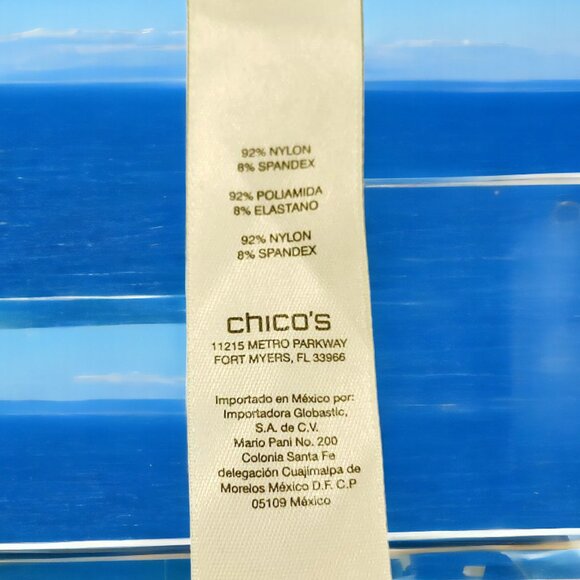 92% NYLON
8% SPANDEX
92% POLIAMIDA
8% ELASTANO
92% NYLON
8% SPANDEX
chico's
11215 METRO PARKWAY
FORT MYERS, FL 33966
Importado en México por:
Importadora Globastic,
S.A. de C.V.
Mario Pani No. 200
Colonia Santa Fe
delegación Cuajimalpa de
Morelos México D.F. C.P
05109 México